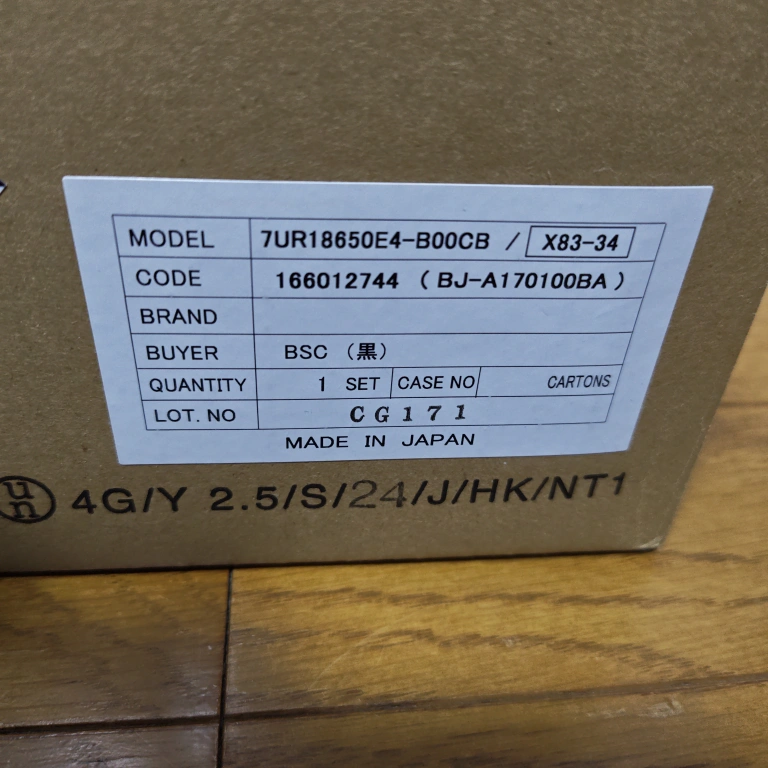 MODEL 7UR18650E4-B00CB / X83-34
CODE 166012744 ( BJ-A170100BA )
BRAND
BUYER BSC (黒)
QUANTITY 1 SET CASE NO CARTONS
LOT. NO CG171
MADE IN JAPAN
un 4G/Y 2.5/S/24/J/HK/NT1